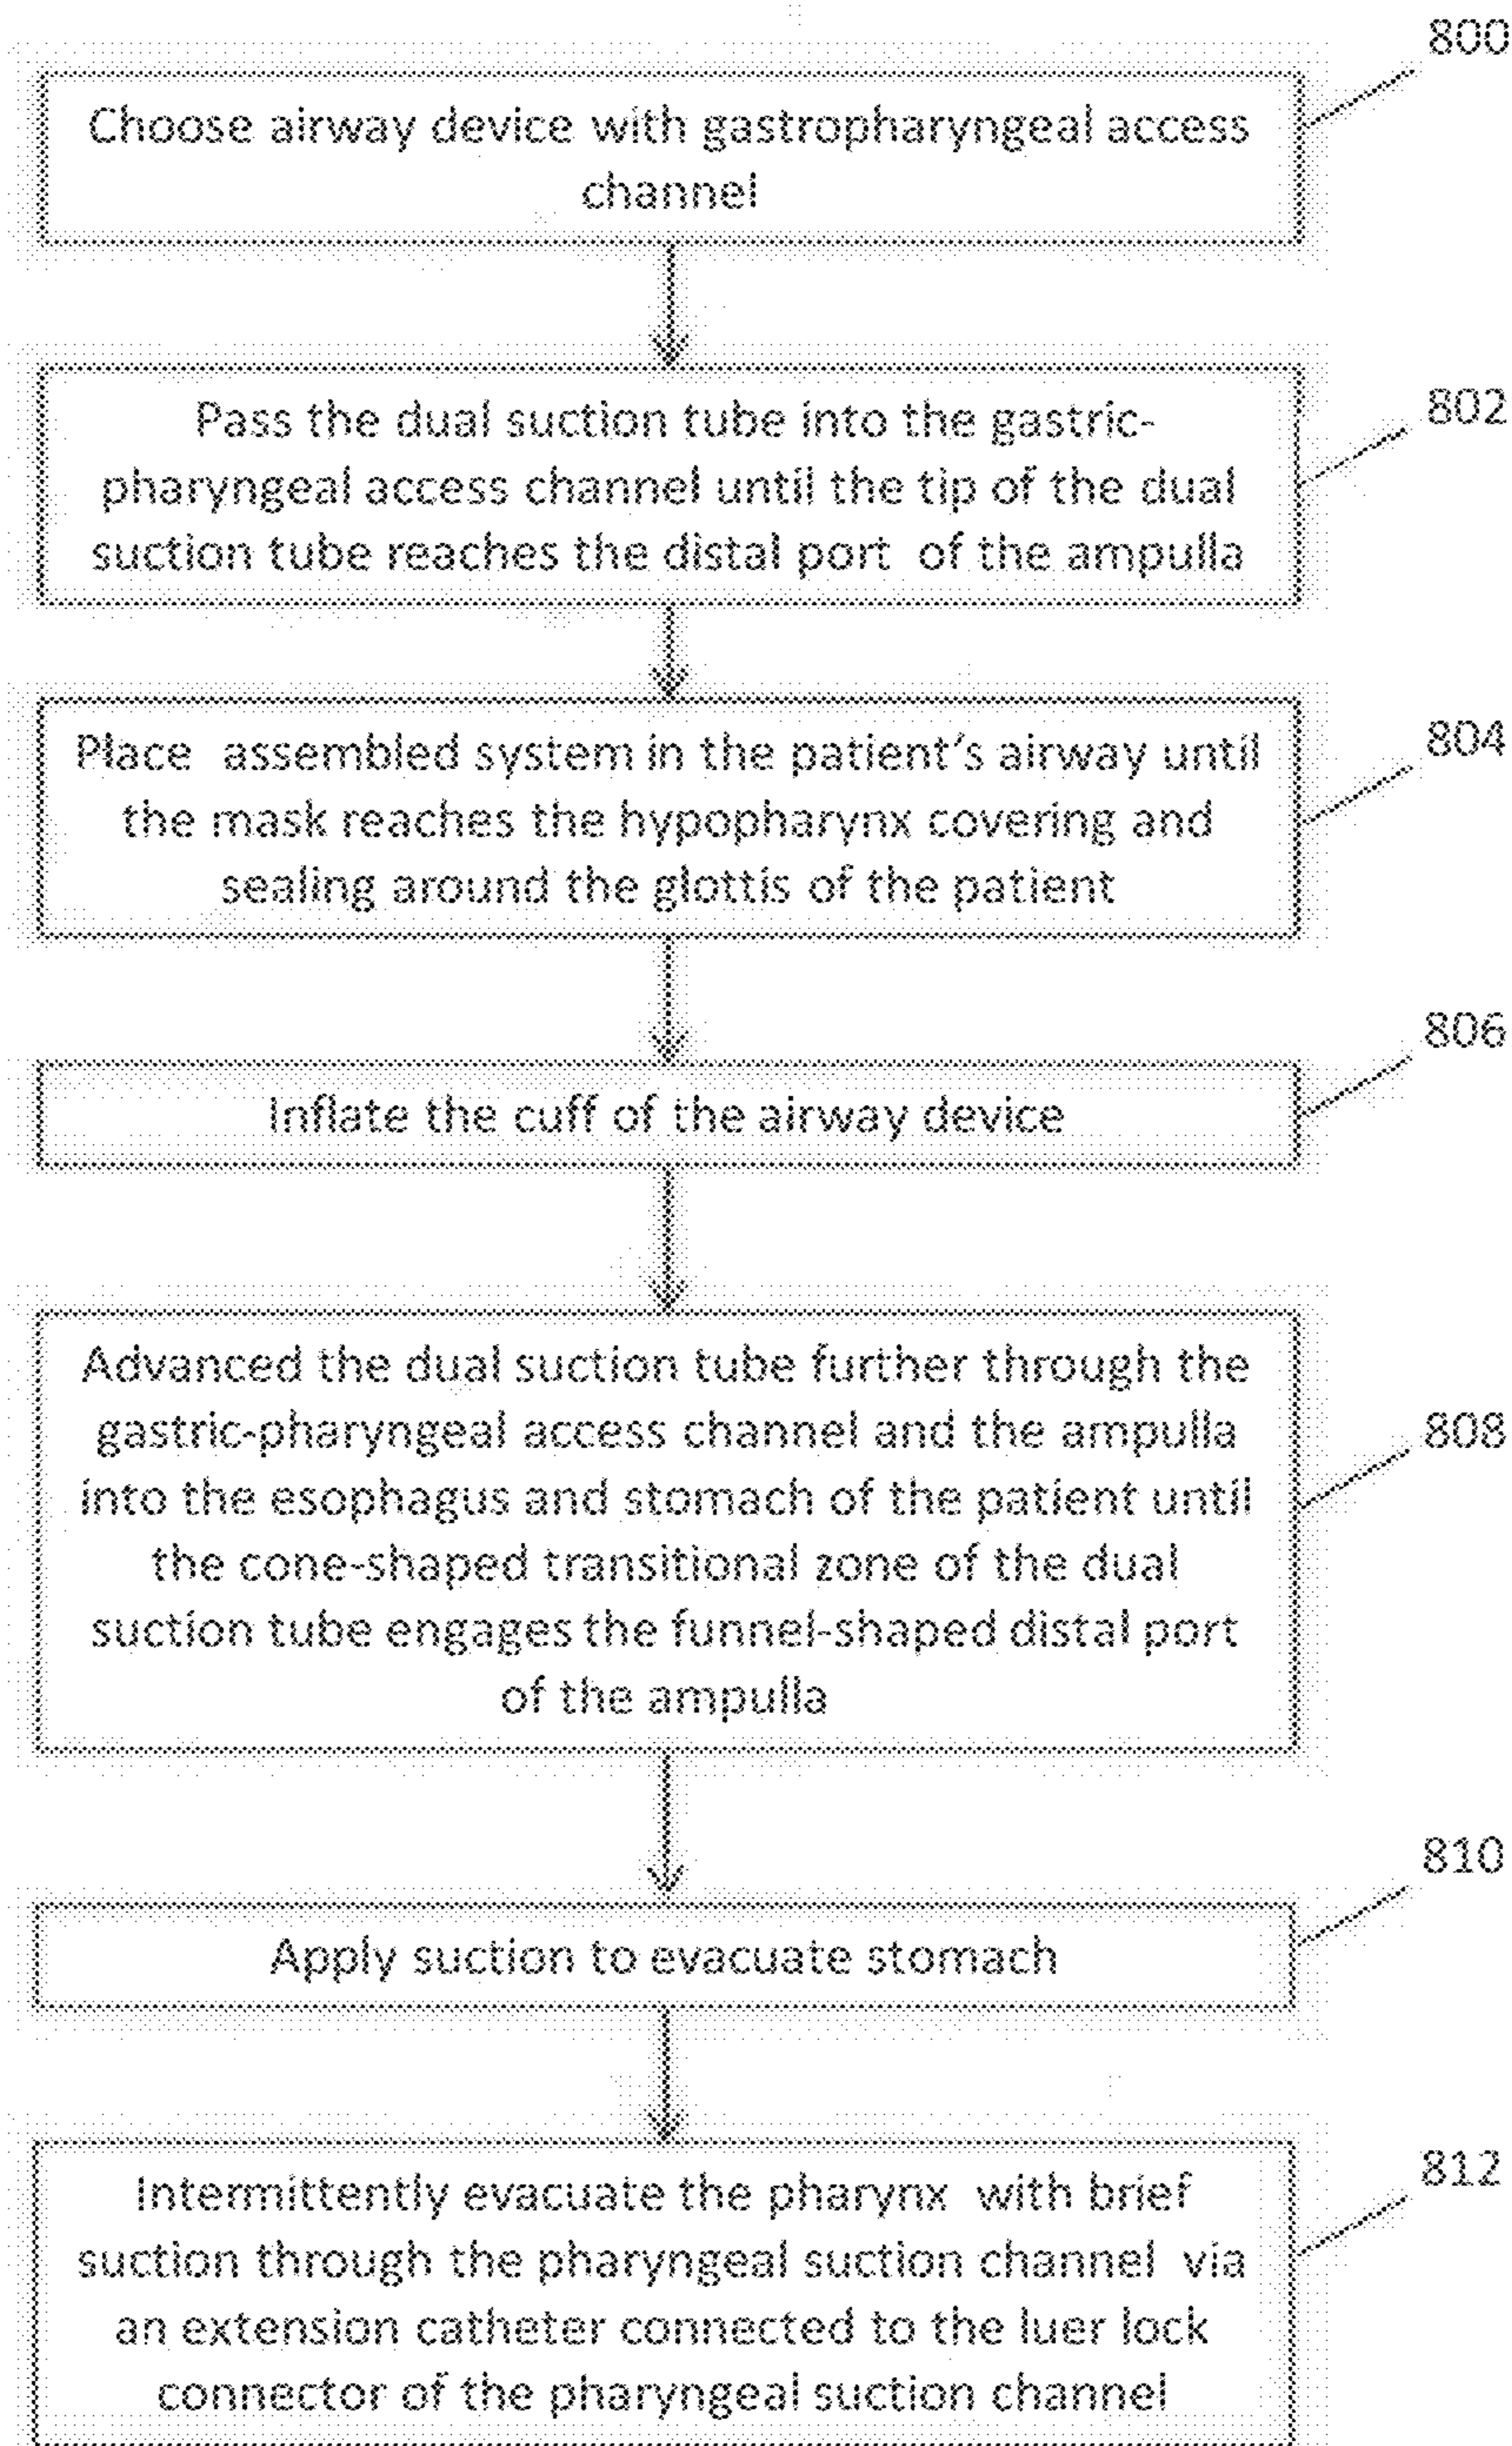 800
Choose airway device with gastropharyngeal access
channel
802
Pass the dual suction tube into the gastric-
pharyngeal access channel until the tip of the dual
suction tube reaches the distal port of the ampulla
804
Place assembled system in the patient's airway until
the mask reaches the hypopharynx covering and
sealing around the glottis of the patient
806
Inflate the cuff of the airway device
808
Advanced the dual suction tube further through the
gastric-pharyngeal access channel and the ampulla
into the esophagus and stomach of the patient until
the cone-shaped transitional zone of the dual
suction tube engages the funnel-shaped distal port
of the ampulla
810
Apply suction to evacuate stomach
812
Intermittently evacuate the pharynx with brief
suction through the pharyngeal suction channel via
an extension catheter connected to the luer lock
connector of the pharyngeal suction channel